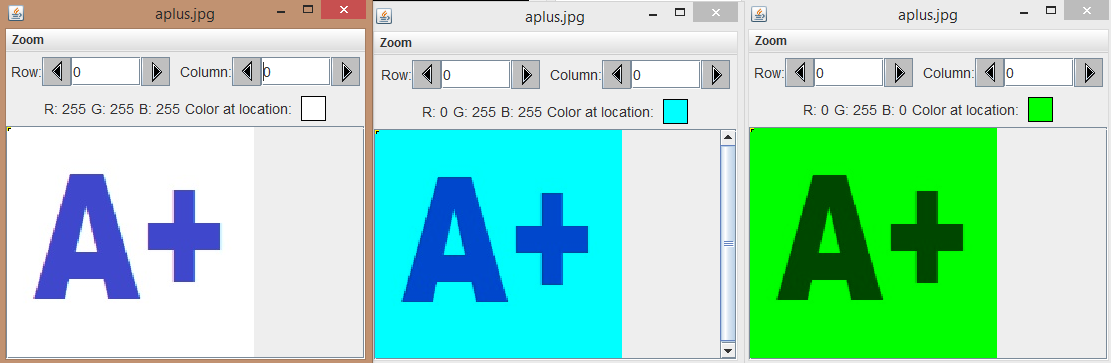 aplus.jpg
Zoom
Row: 0 Column: 0
R: 255 G: 255 B: 255 Color at location:
A+
aplus.jpg
Zoom
Row: 0 Column: 0
R: 0 G: 255 B: 255 Color at location:
A+
aplus.jpg
Zoom
Row: 0 Column: 0
R: 0 G: 255 B: 0 Color at location:
A+